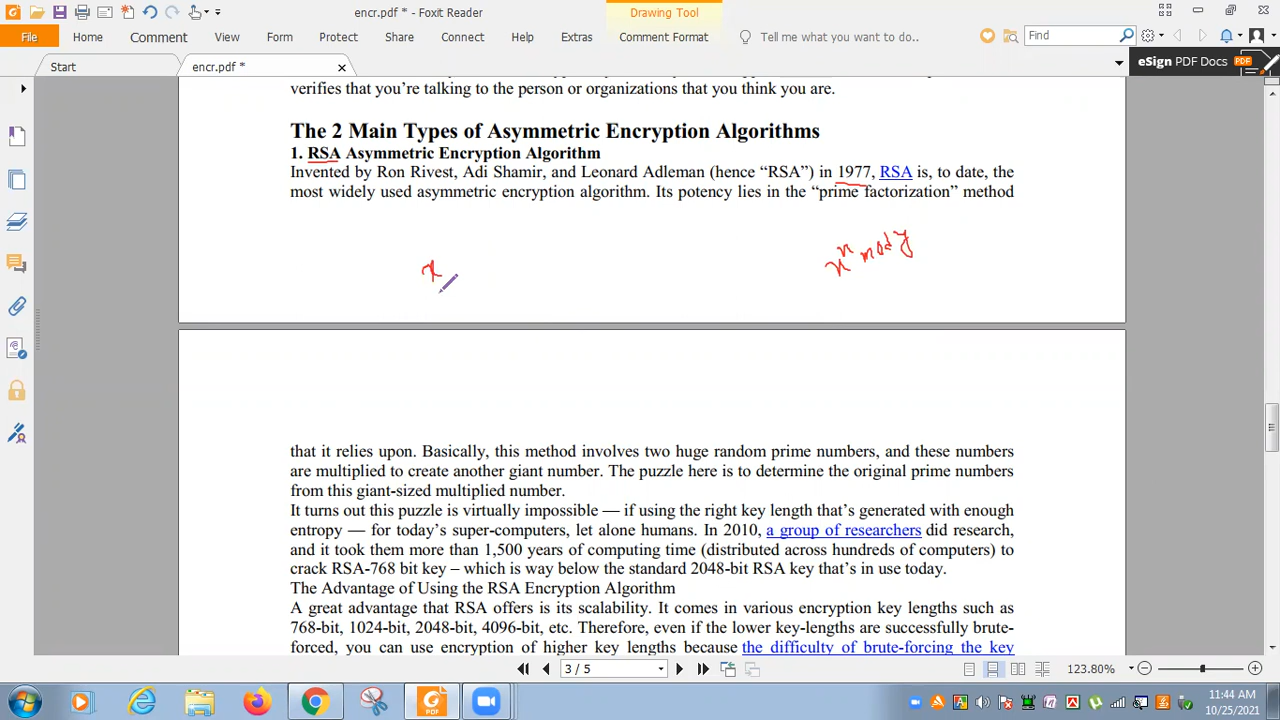 encr.pdf * - Foxit Reader
Drawing Tool
File Home Comment View Form Protect Share Connect Help Extras Comment Format Tell me what you want to do.. Find
Start encr.pdf * eSign PDF Docs PDF
verifies that you're talking to the person or organizations that you think you are.
The 2 Main Types of Asymmetric Encryption Algorithms
1. RSA Asymmetric Encryption Algorithm
Invented by Ron Rivest, Adi Shamir, and Leonard Adleman (hence “RSA”) in 1977, RSA is, to date, the
most widely used asymmetric encryption algorithm. Its potency lies in the “prime factorization” method
x
x^n mod y
that it relies upon. Basically, this method involves two huge random prime numbers, and these numbers
are multiplied to create another giant number. The puzzle here is to determine the original prime numbers
from this giant-sized multiplied number.
It turns out this puzzle is virtually impossible — if using the right key length that's generated with enough
entropy — for today's super-computers, let alone humans. In 2010, a group of researchers did research,
and it took them more than 1,500 years of computing time (distributed across hundreds of computers) to
crack RSA-768 bit key – which is way below the standard 2048-bit RSA key that's in use today.
The Advantage of Using the RSA Encryption Algorithm
A great advantage that RSA offers is its scalability. It comes in various encryption key lengths such as
768-bit, 1024-bit, 2048-bit, 4096-bit, etc. Therefore, even if the lower key-lengths are successfully brute-
forced, you can use encryption of higher key lengths because the difficulty of brute-forcing the key
3 / 5 123.80%
11:44 AM
10/25/2021